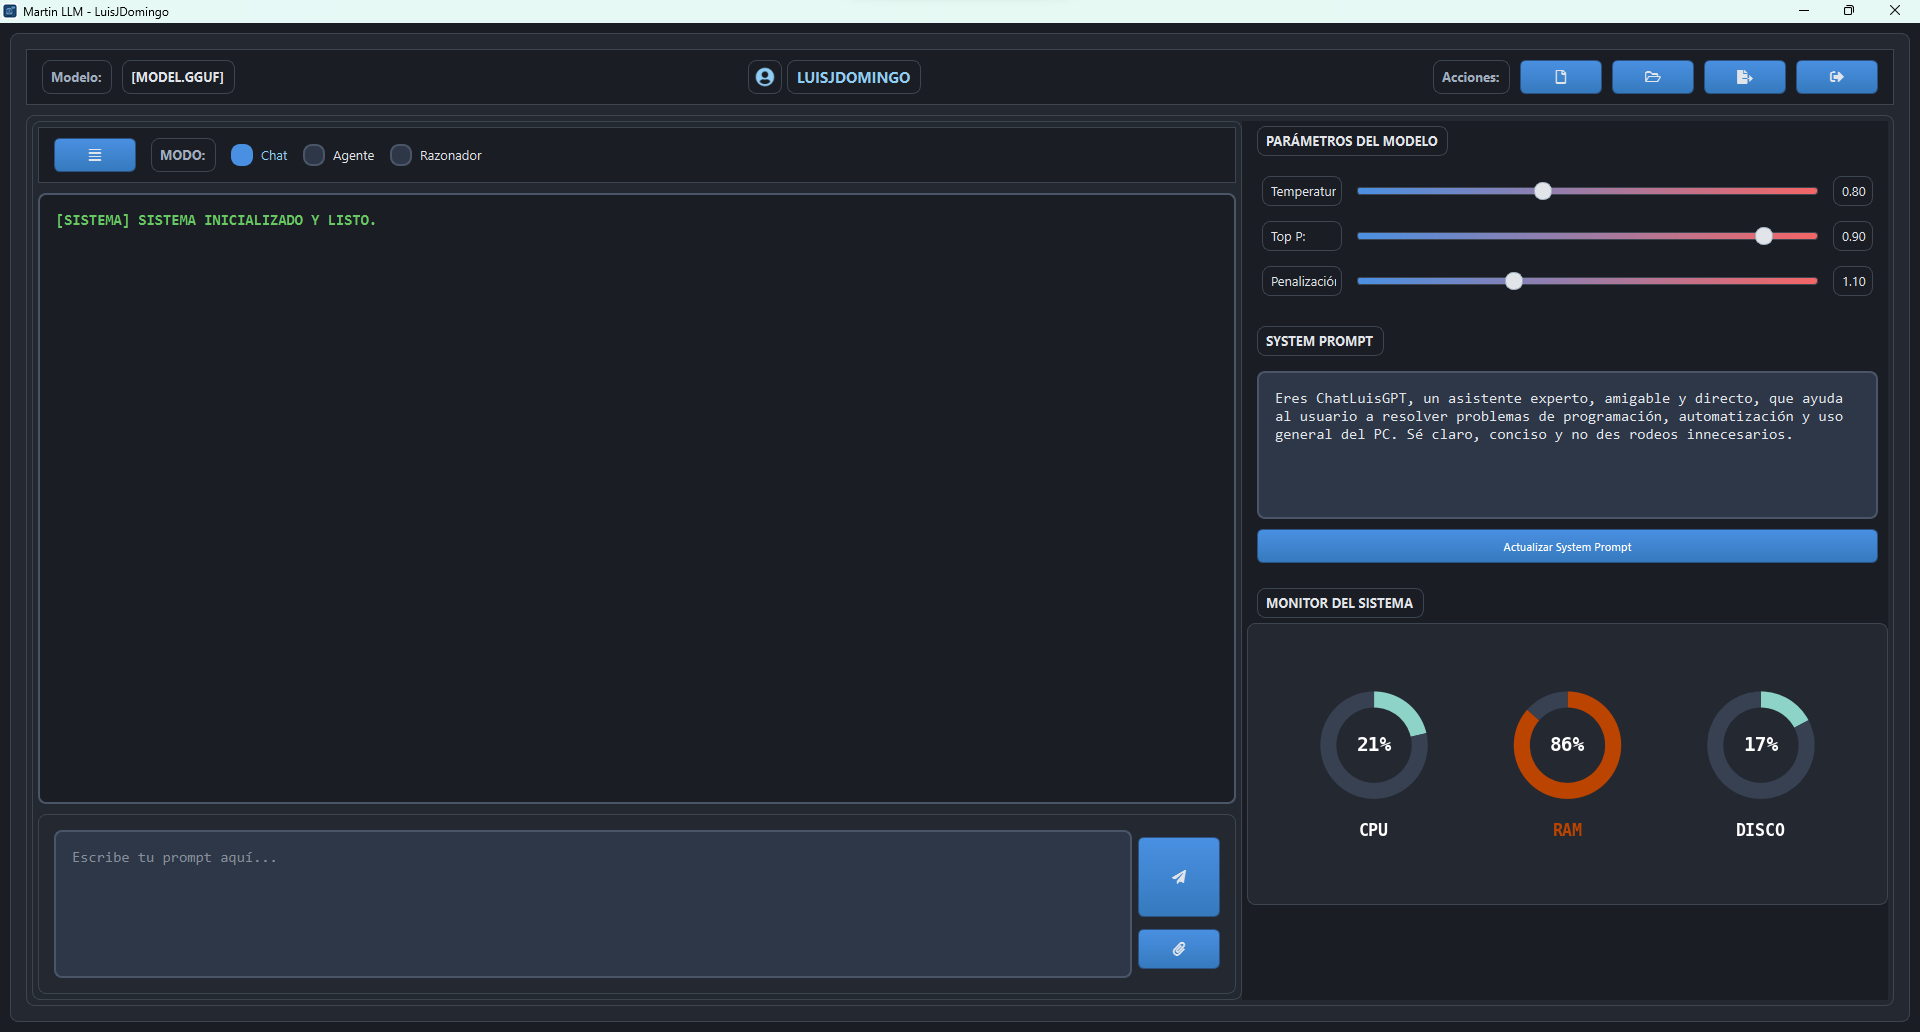 Martin LLM - LuisJDomingo
Modelo: [MODEL.GGUF] LUISJDOMINGO Acciones:
MODO: Chat Agente Razonador
[SISTEMA] SISTEMA INICIALIZADO Y LISTO.
Escribe tu prompt aquí...
PARÁMETROS DEL MODELO
Temperatur 0.80
Top P: 0.90
Penalización 1.10
SYSTEM PROMPT
Eres ChatLuisGPT, un asistente experto, amigable y directo, que ayuda
al usuario a resolver problemas de programación, automatización y uso
general del PC. Sé claro, conciso y no des rodeos innecesarios.
Actualizar System Prompt
MONITOR DEL SISTEMA
21% 86% 17%
CPU RAM DISCO